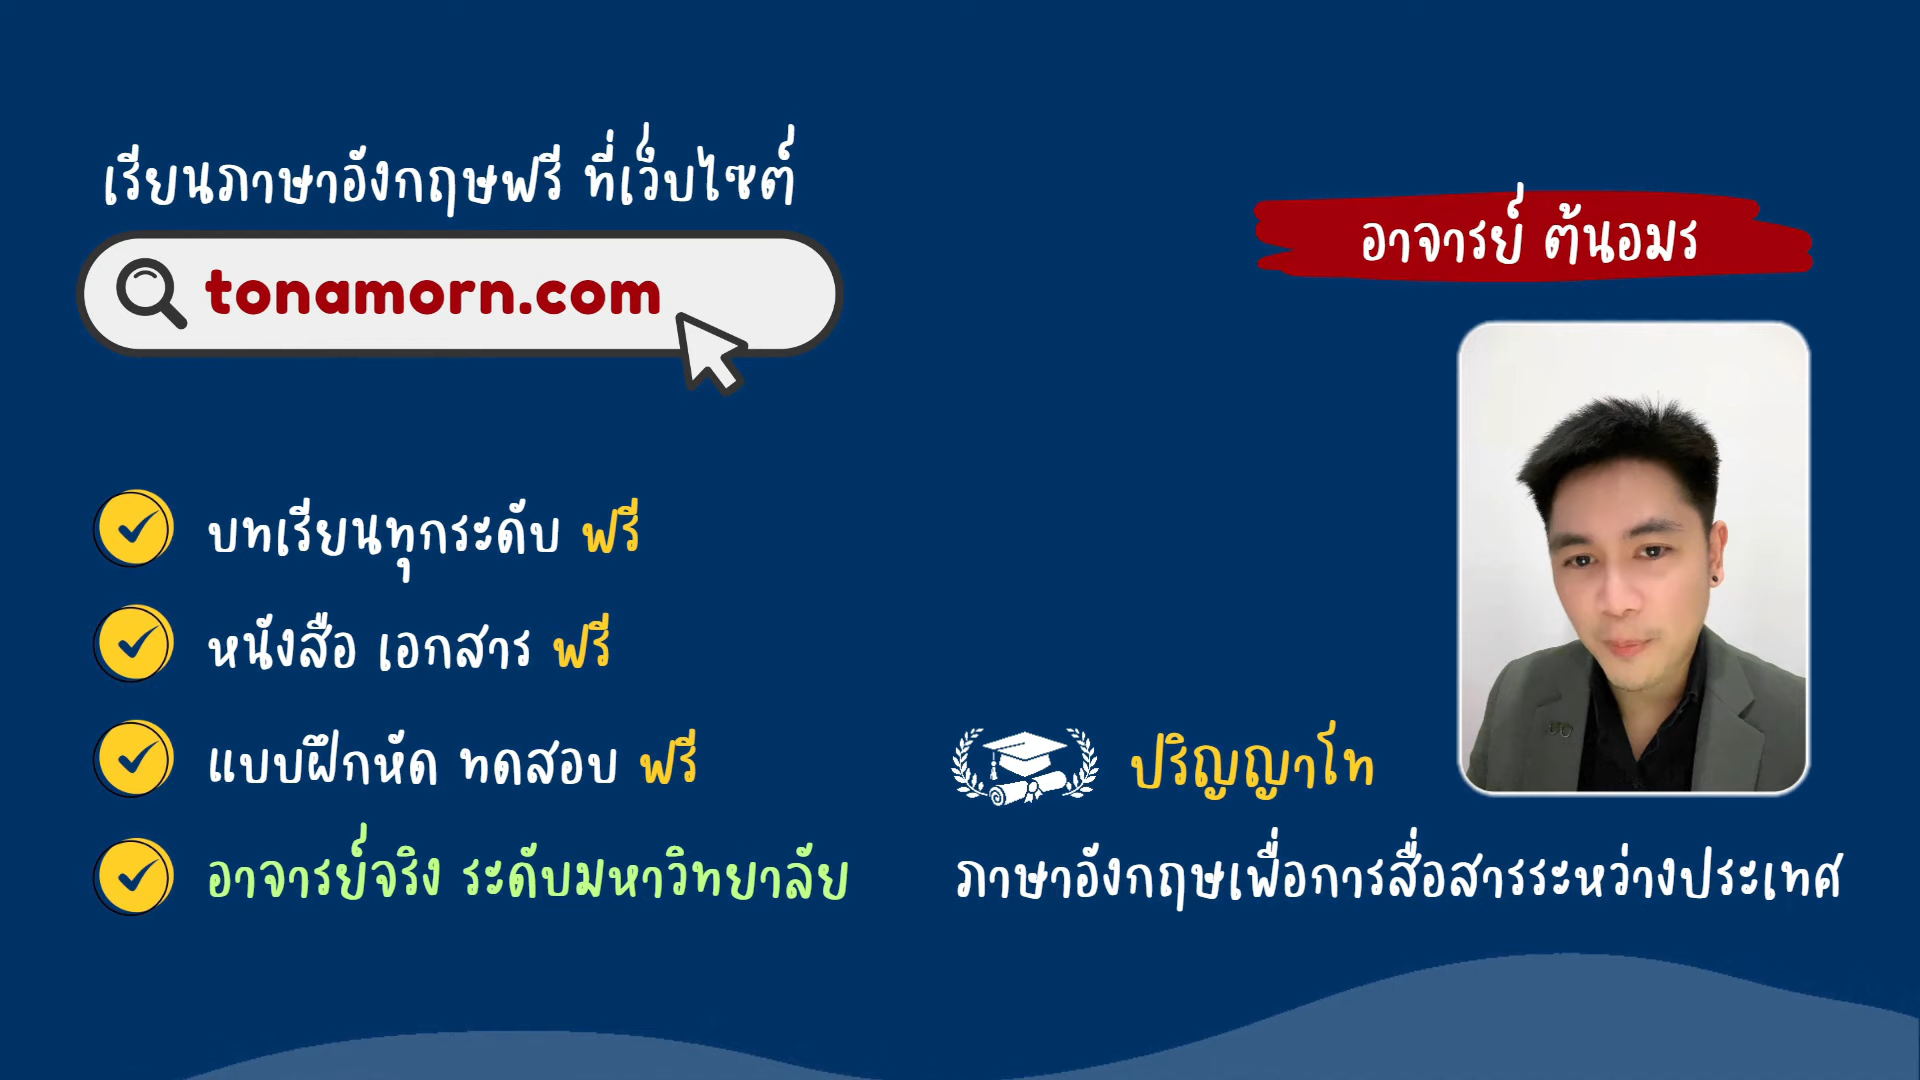 เรียนภาษาอังกฤษฟรี ที่เว็บไซต์
tonamorn.com
บทเรียนทุกระดับ ฟรี
หนังสือ เอกสาร ฟรี
แบบฝึกหัด ทดสอบ ฟรี
อาจารย์จริง ระดับมหาวิทยาลัย
อาจารย์ ต้นอมร
ปริญญาโท
ภาษาอังกฤษเพื่อการสื่อสารระหว่างประเทศ